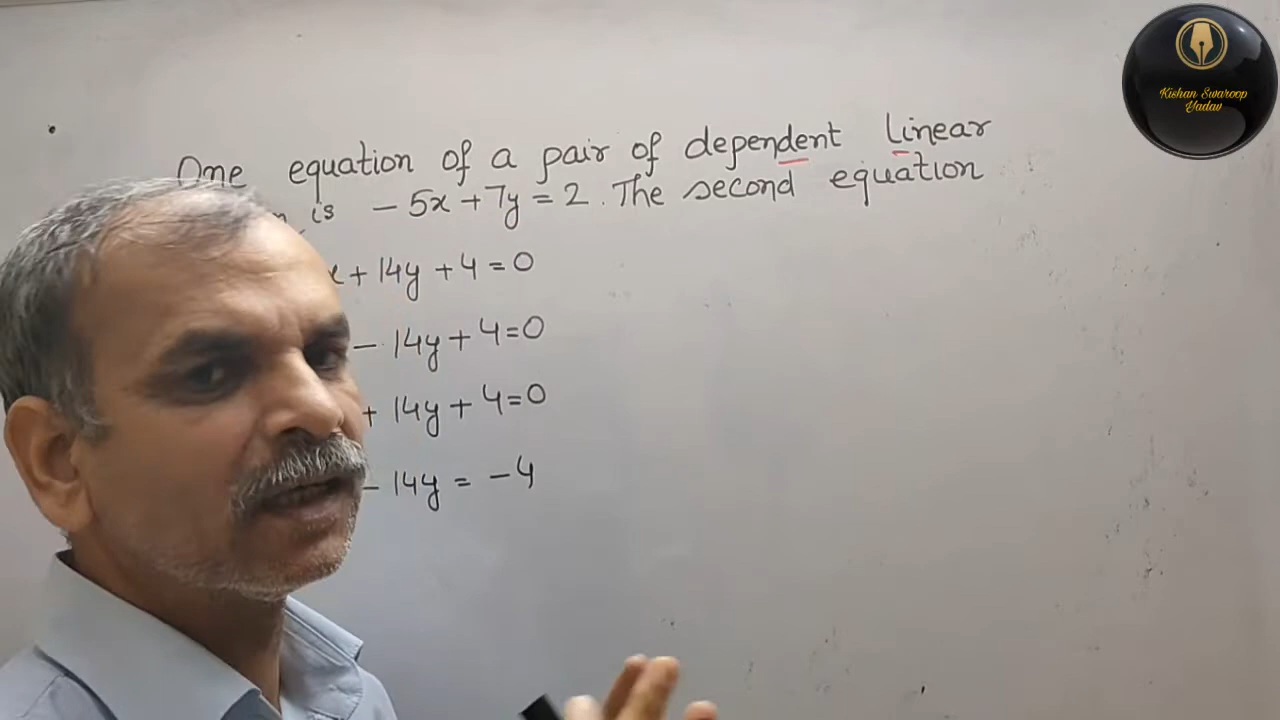 One equation of a pair of dependent linear
is - 5x + 7y = 2. The second equation
+ 14y + 4 = 0
- 14y + 4 = 0
+ 14y + 4 = 0
- 14y = - 4
Kishan Swaroop
Yadav